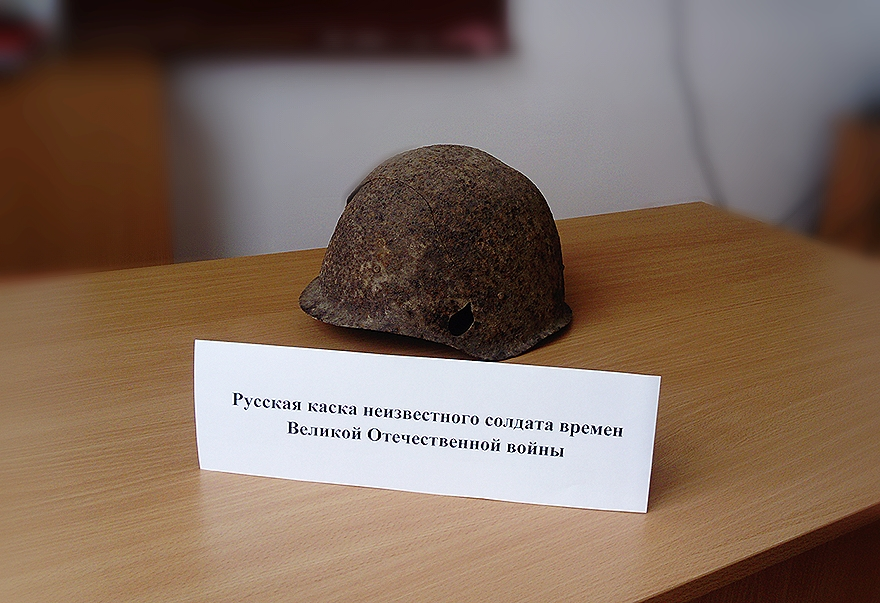 Русская каска неизвестного солдата времен
Великой Отечественной войны